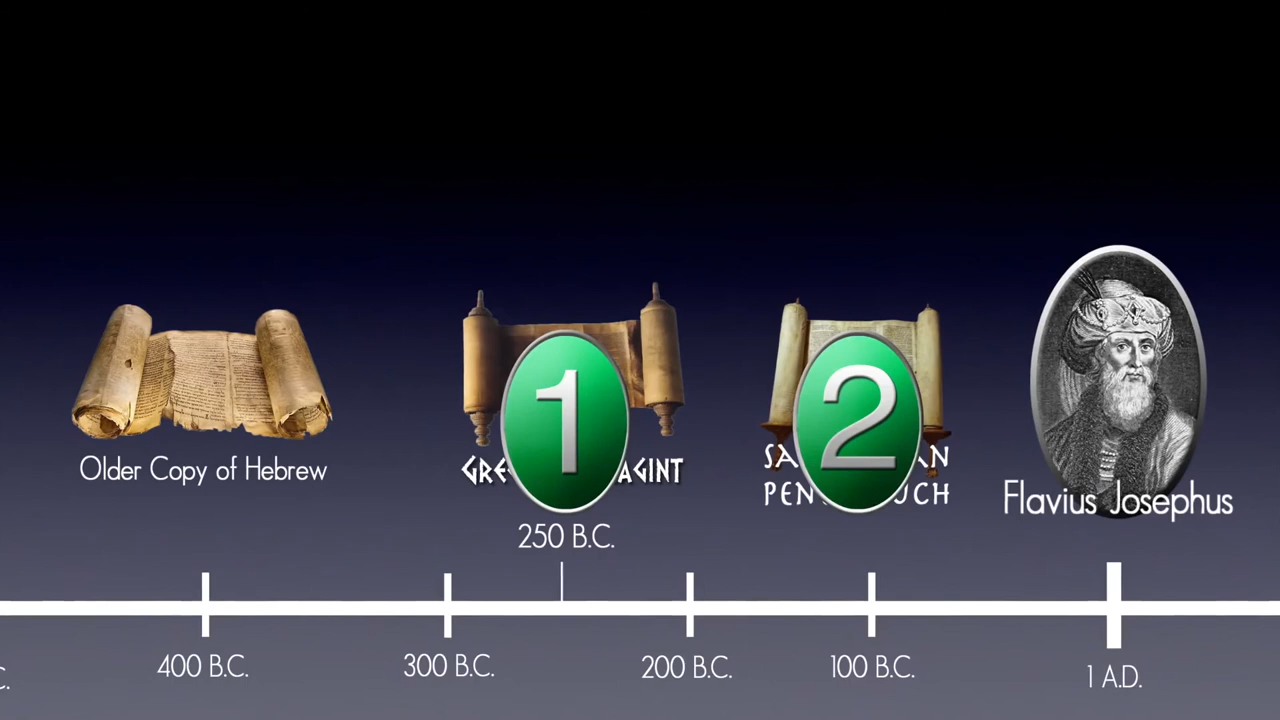 Older Copy of Hebrew
1
2
Flavius Josephus
250 B.C.
400 B.C.
300 B.C.
200 B.C.
100 B.C.
1 A.D.